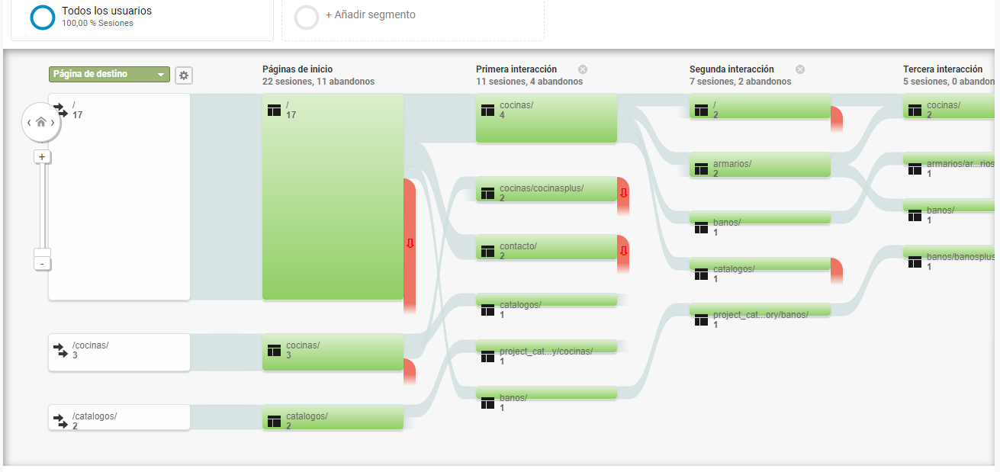 Todos los usuarios
100,00 % Sesiones
+ Añadir segmento
Página de destino
Páginas de inicio
22 sesiones, 11 abandonos
Primera interacción
11 sesiones, 4 abandonos
Segunda interacción
7 sesiones, 2 abandonos
Tercera interacción
5 sesiones, 0 abandon
/
17
/cocinas/
3
/catalogos/
2
+
-
/
17
cocinas/
3
catalogos/
2
cocinas/
4
cocinas/cocinasplus/
2
contacto/
2
catalogos/
1
project_cat...y/cocinas/
1
banos/
1
/
2
armarios/
2
banos/
1
catalogos/
1
project_cat...ory/banos/
1
cocinas/
2
armarios/ar...rios
1
banos/
1
banos/banosplus
1